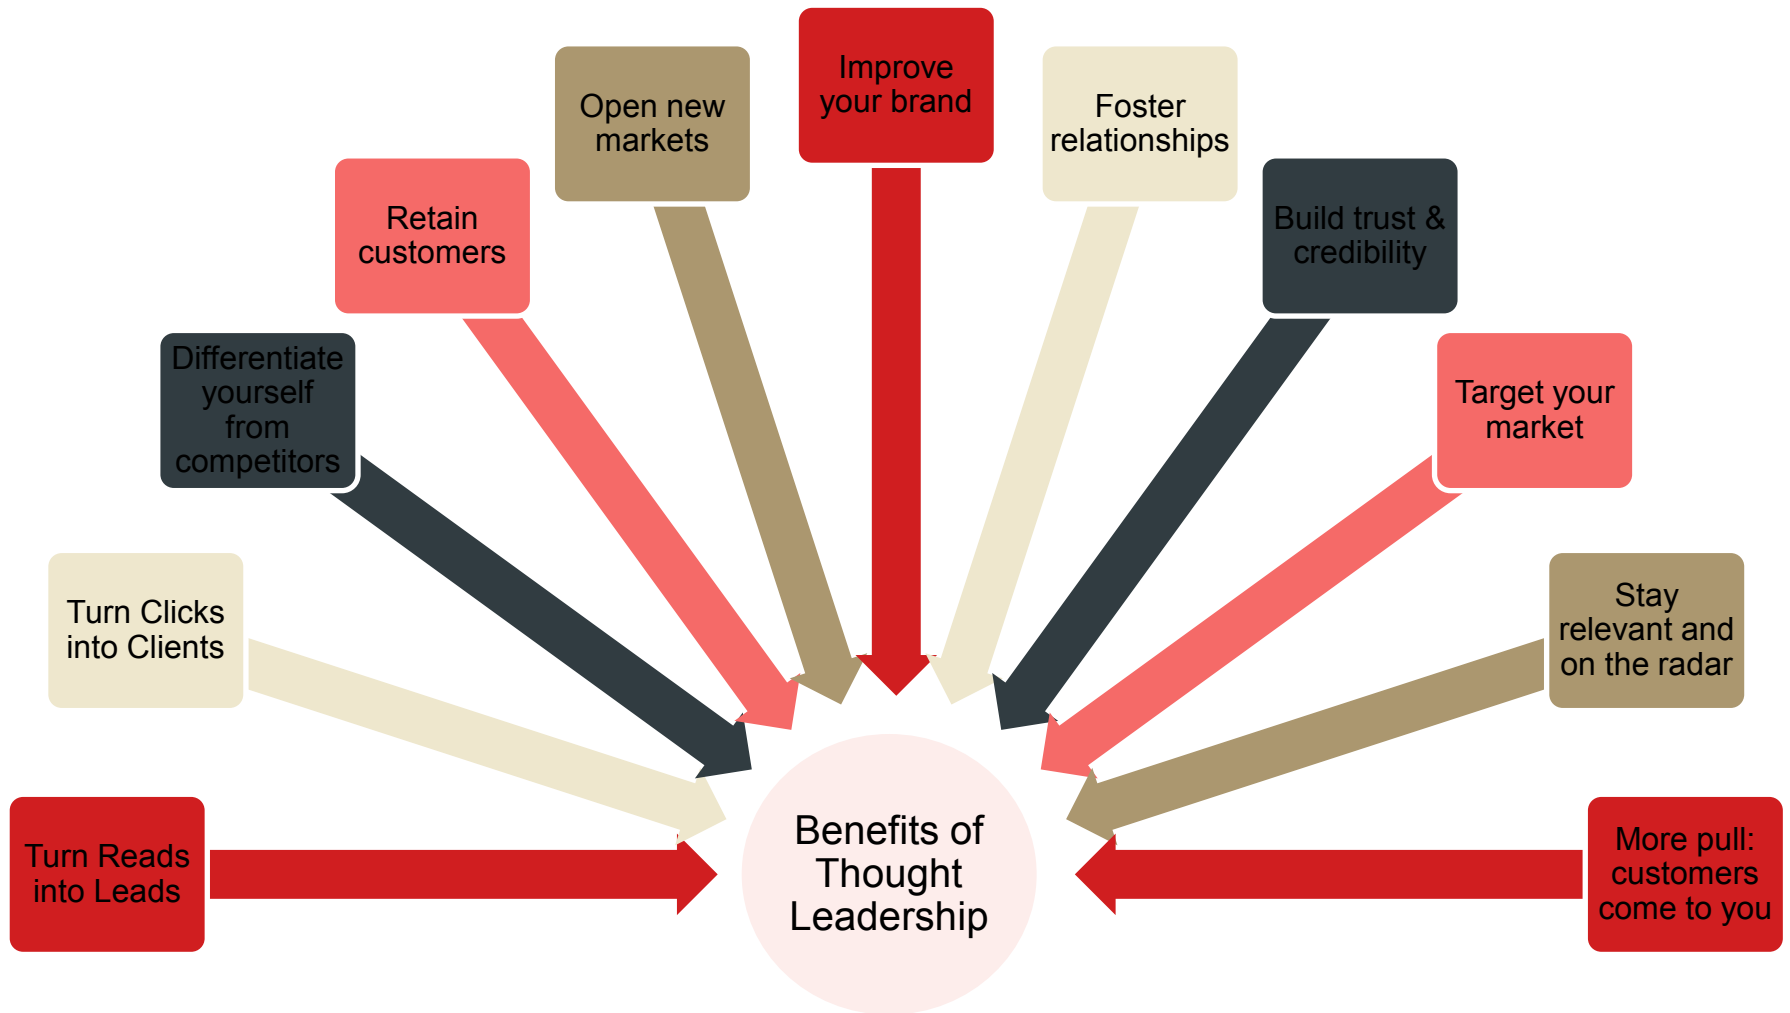 Improve
your brand
Open new
markets
Foster
relationships
Retain
customers
Build trust &
credibility
Differentiate
yourself
from
competitors
Target your
market
Turn Clicks
into Clients
Stay
relevant and
on the radar
Turn Reads
into Leads
Benefits of
Thought
Leadership
More pull:
customers
come to you